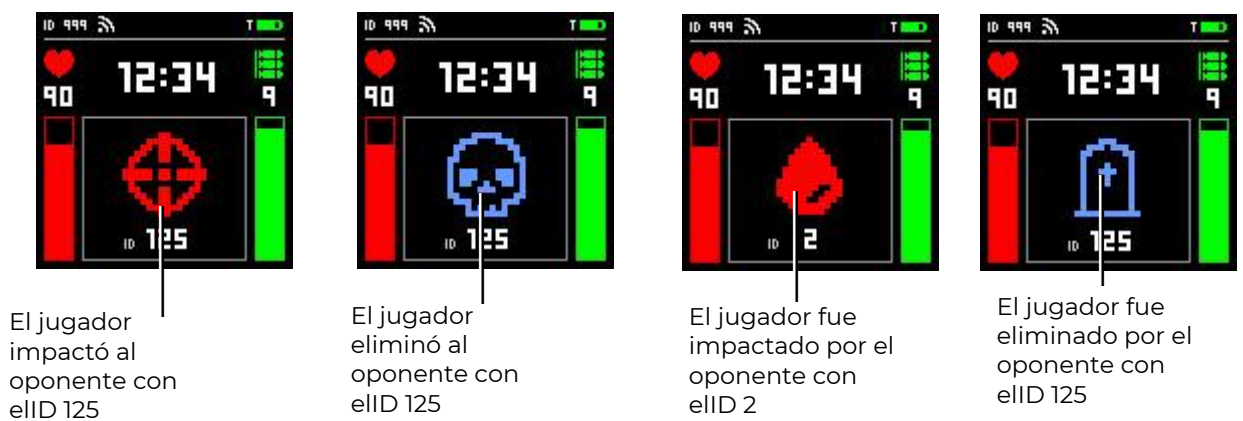 ID 999 T
12:34
90 9
ID 125
El jugador
impactó al
oponente con
elID 125
ID 999 T
12:34
90 9
ID 125
El jugador
eliminó al
oponente con
elID 125
ID 999 T
12:34
90 9
ID 2
El jugador fue
impactado por el
oponente con
elID 2
ID 999 T
12:34
90 9
ID 125
El jugador fue
eliminado por el
oponente con
elID 125